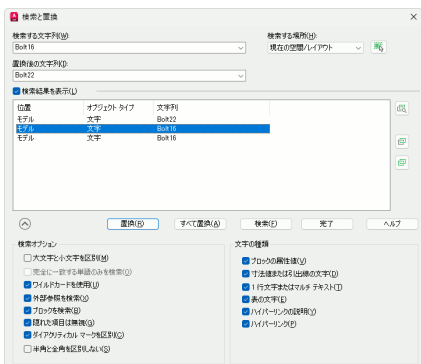 検索と置換
検索する文字列(W):
検索する場所(H):
Bolt16
現在の空間/レイアウト
置換後の文字列(I):
Bolt22
検索結果を表示(L)
位置 オブジェクト タイプ 文字列
モデル 文字 Bolt22
モデル 文字 Bolt16
モデル 文字 Bolt16
置換(R) すべて置換(A) 検索(F) 完了 ヘルプ
検索オプション
大文字と小文字を区別(M)
完全に一致する単語のみを検索(O)
ワイルドカードを使用(U)
外部参照を検索(X)
ブロックを検索(B)
隠れた項目は無視(G)
ダイアクリティカル マークを区別(C)
半角と全角を区別しない(S)
文字の種類
ブロックの属性値(V)
寸法値または引出線の文字(D)
1 行文字またはマルチ テキスト(T)
表の文字(E)
ハイパーリンクの説明(Y)
ハイパーリンク(P)